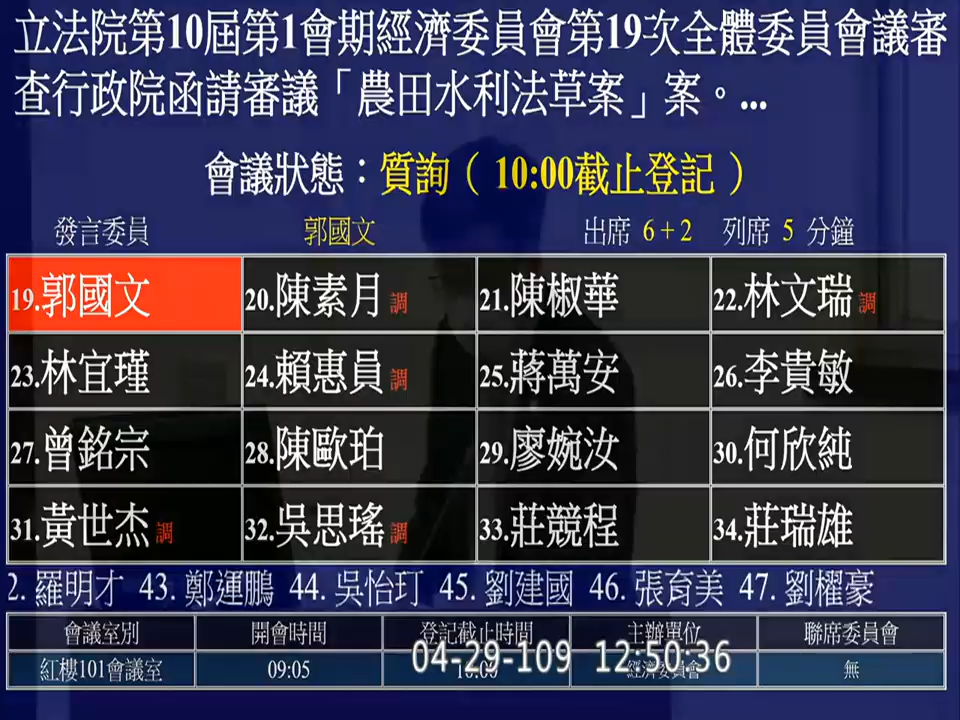 立法院第10屆第1會期經濟委員會第19次全體委員會議審
查行政院函請審議「農田水利法草案」案。...
會議狀態：質詢（10:00截止登記）
發言委員 郭國文 出席 6+2 列席 5 分鐘
19.郭國文 20.陳素月調 21.陳椒華 22.林文瑞調
23.林宜瑾 24.賴惠員調 25.蔣萬安 26.李貴敏
27.曾銘宗 28.陳歐珀 29.廖婉汝 30.何欣純
31.黃世杰調 32.吳思瑤調 33.莊競程 34.莊瑞雄
2. 羅明才 43. 鄭運鵬 44. 吳怡玎 45. 劉建國 46. 張育美 47. 劉櫂豪
會議室別 開會時間 登記截止時間 主辦單位 聯席委員會
紅樓101會議室 09:05 10:00 經濟委員會 無
04-29-109 12:50:36